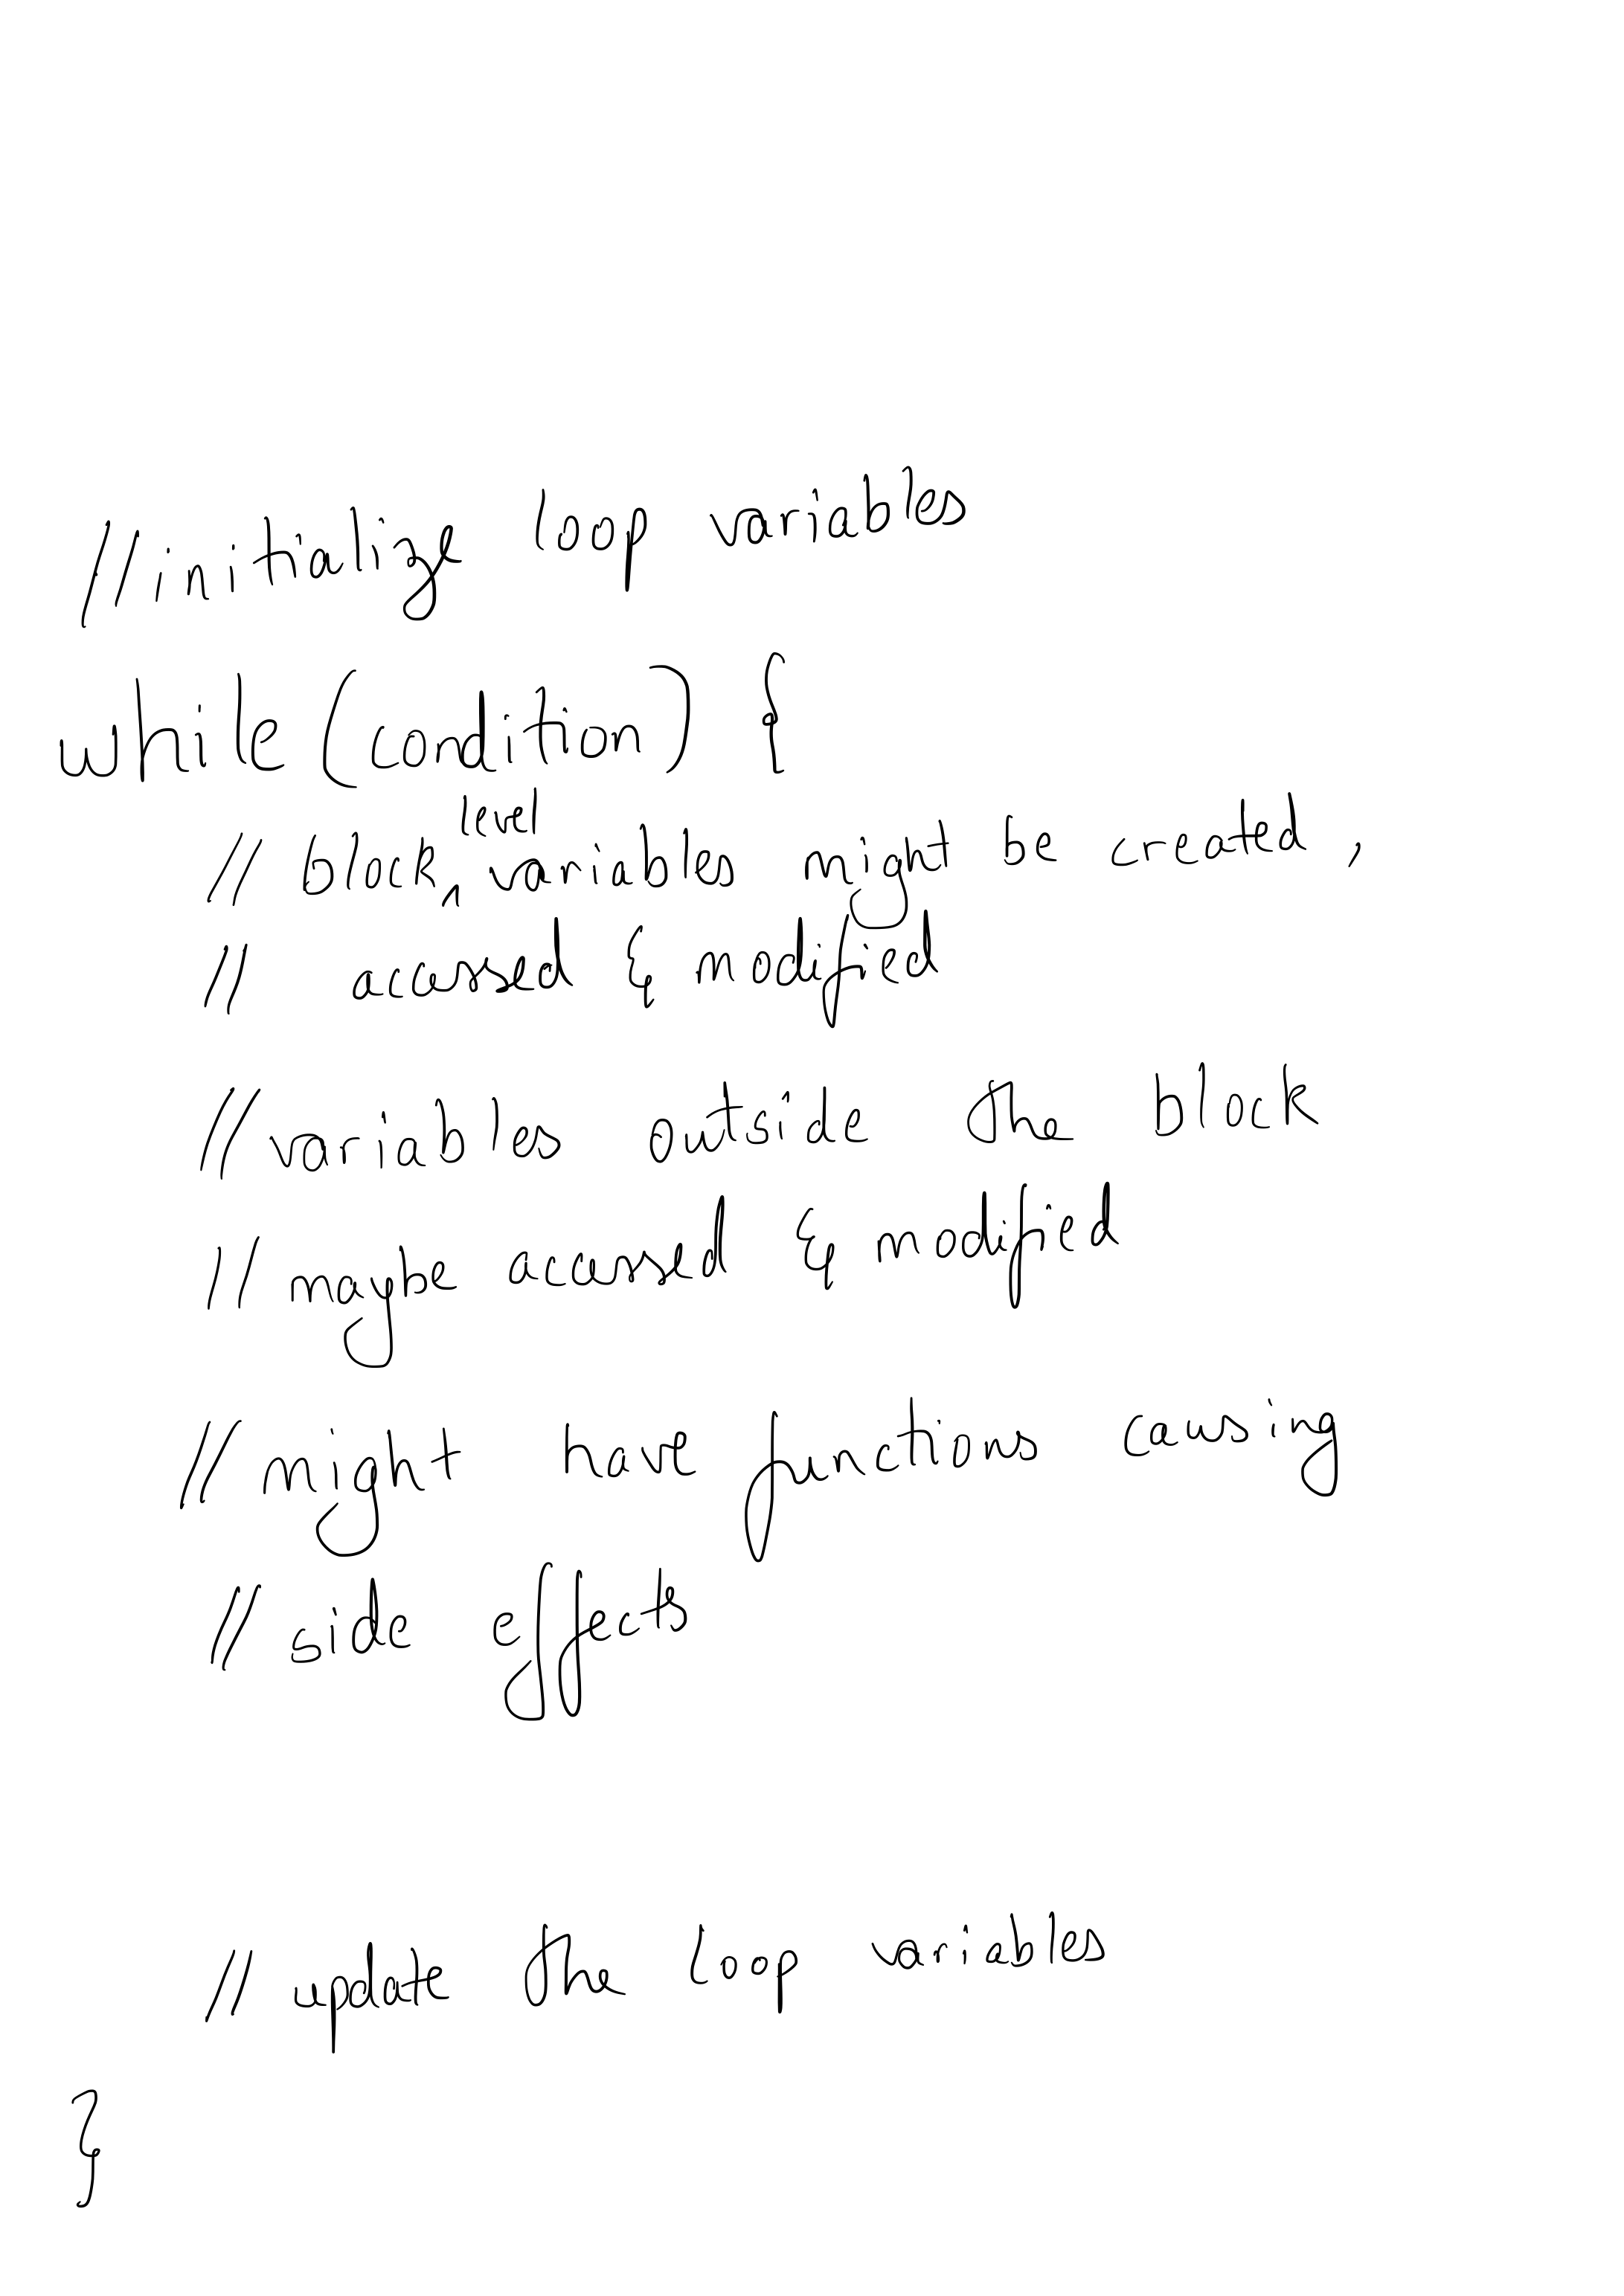 //initialize loop variables
while (condition) {
// block level variables might be created,
// accessed & modified
// variables outside the block
// maybe accessed & modified
// might have functions causing
// side effects
// update the loop variables
}